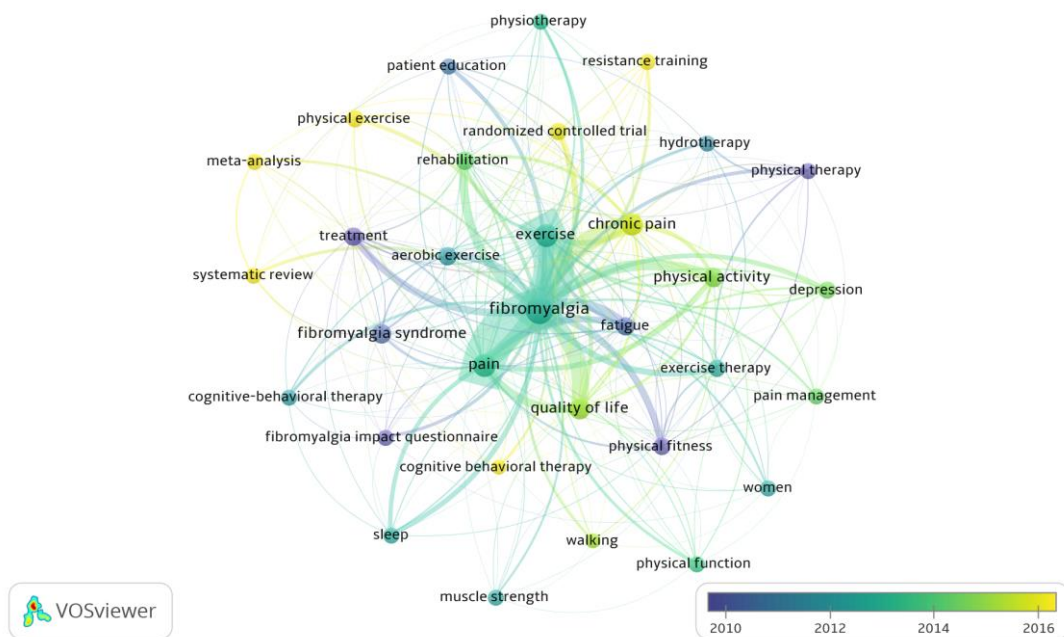 physiotherapy
patient education
resistance training
physical exercise
randomized controlled trial
hydrotherapy
meta-analysis
rehabilitation
physical therapy
chronic pain
exercise
treatment
aerobic exercise
systematic review
physical activity
depression
fibromyalgia
fibromyalgia syndrome
fatigue
pain
exercise therapy
cognitive-behavioral therapy
pain management
quality of life
fibromyalgia impact questionnaire
physical fitness
cognitive behavioral therapy
women
sleep
walking
physical function
muscle strength
VOSviewer
2010 2012 2014 2016